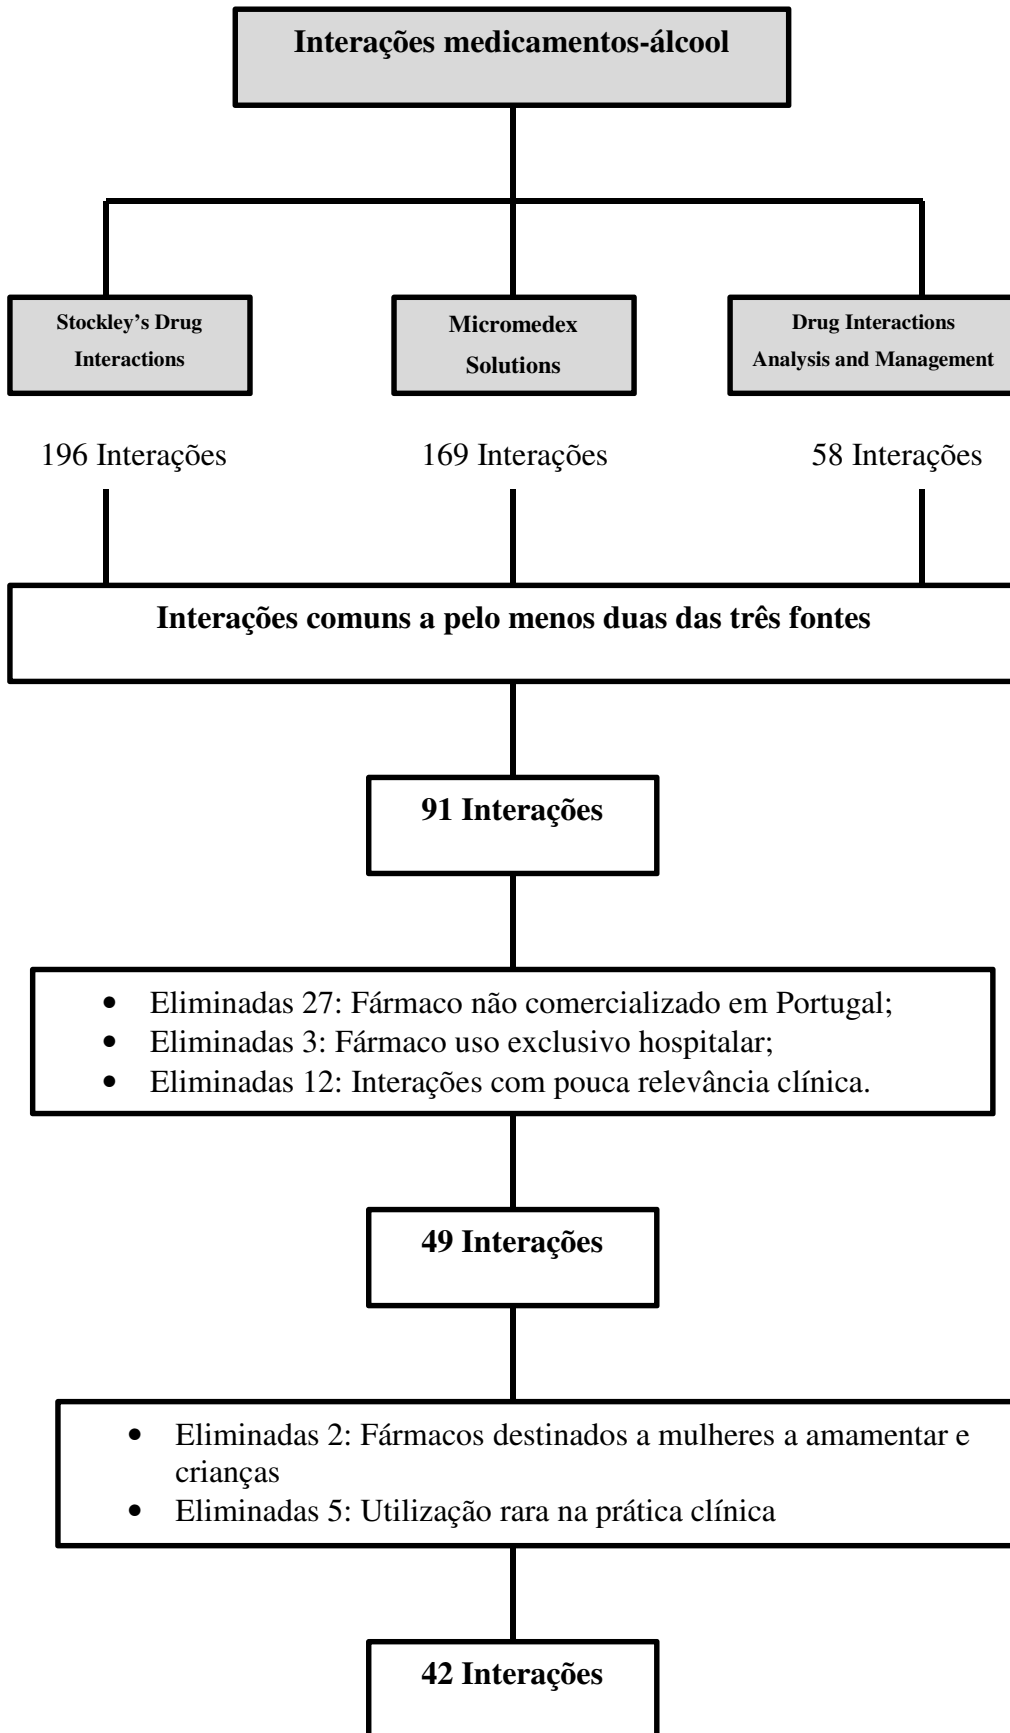 Interações medicamentos-álcool
Stockley’s Drug
Interactions
Micromedex
Solutions
Drug Interactions
Analysis and Management
196 Interações
169 Interações
58 Interações
Interações comuns a pelo menos duas das três fontes
91 Interações
• Eliminadas 27: Fármaco não comercializado em Portugal;
• Eliminadas 3: Fármaco uso exclusivo hospitalar;
• Eliminadas 12: Interações com pouca relevância clínica.
49 Interações
• Eliminadas 2: Fármacos destinados a mulheres a amamentar e
crianças
• Eliminadas 5: Utilização rara na prática clínica
42 Interações